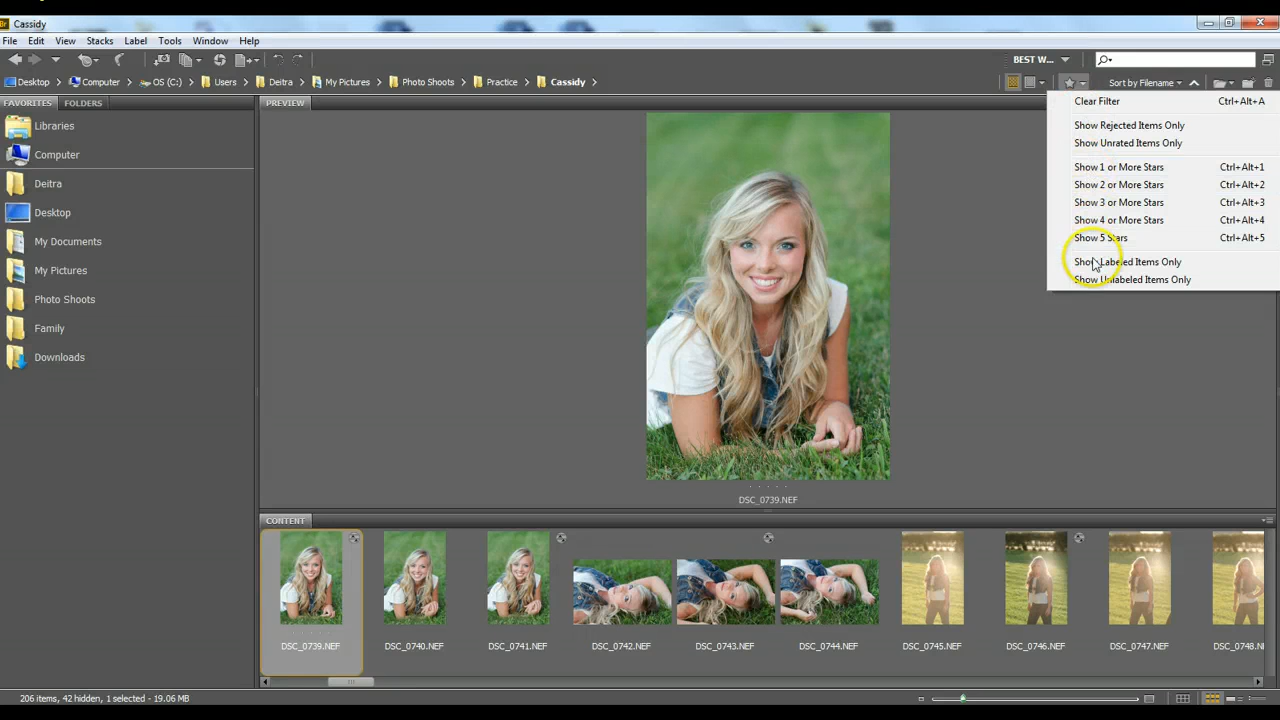 Br Cassidy
File Edit View Stacks Label Tools Window Help
BEST W...
Desktop Computer OS (C:) Users Deitra My Pictures Photo Shoots Practice Cassidy Sort by Filename
FAVORITES FOLDERS PREVIEW
Clear Filter Ctrl+Alt+A
Show Rejected Items Only
Show Unrated Items Only
Show 1 or More Stars Ctrl+Alt+1
Show 2 or More Stars Ctrl+Alt+2
Show 3 or More Stars Ctrl+Alt+3
Show 4 or More Stars Ctrl+Alt+4
Show 5 Stars Ctrl+Alt+5
Show Labeled Items Only
Show Unlabeled Items Only
Libraries
Computer
Deitra
Desktop
My Documents
My Pictures
Photo Shoots
Family
Downloads
DSC_0739.NEF
CONTENT
DSC_0739.NEF DSC_0740.NEF DSC_0741.NEF DSC_0742.NEF DSC_0743.NEF DSC_0744.NEF DSC_0745.NEF DSC_0746.NEF DSC_0747.NEF DSC_0748.NEF
206 items, 42 hidden, 1 selected - 19.06 MB